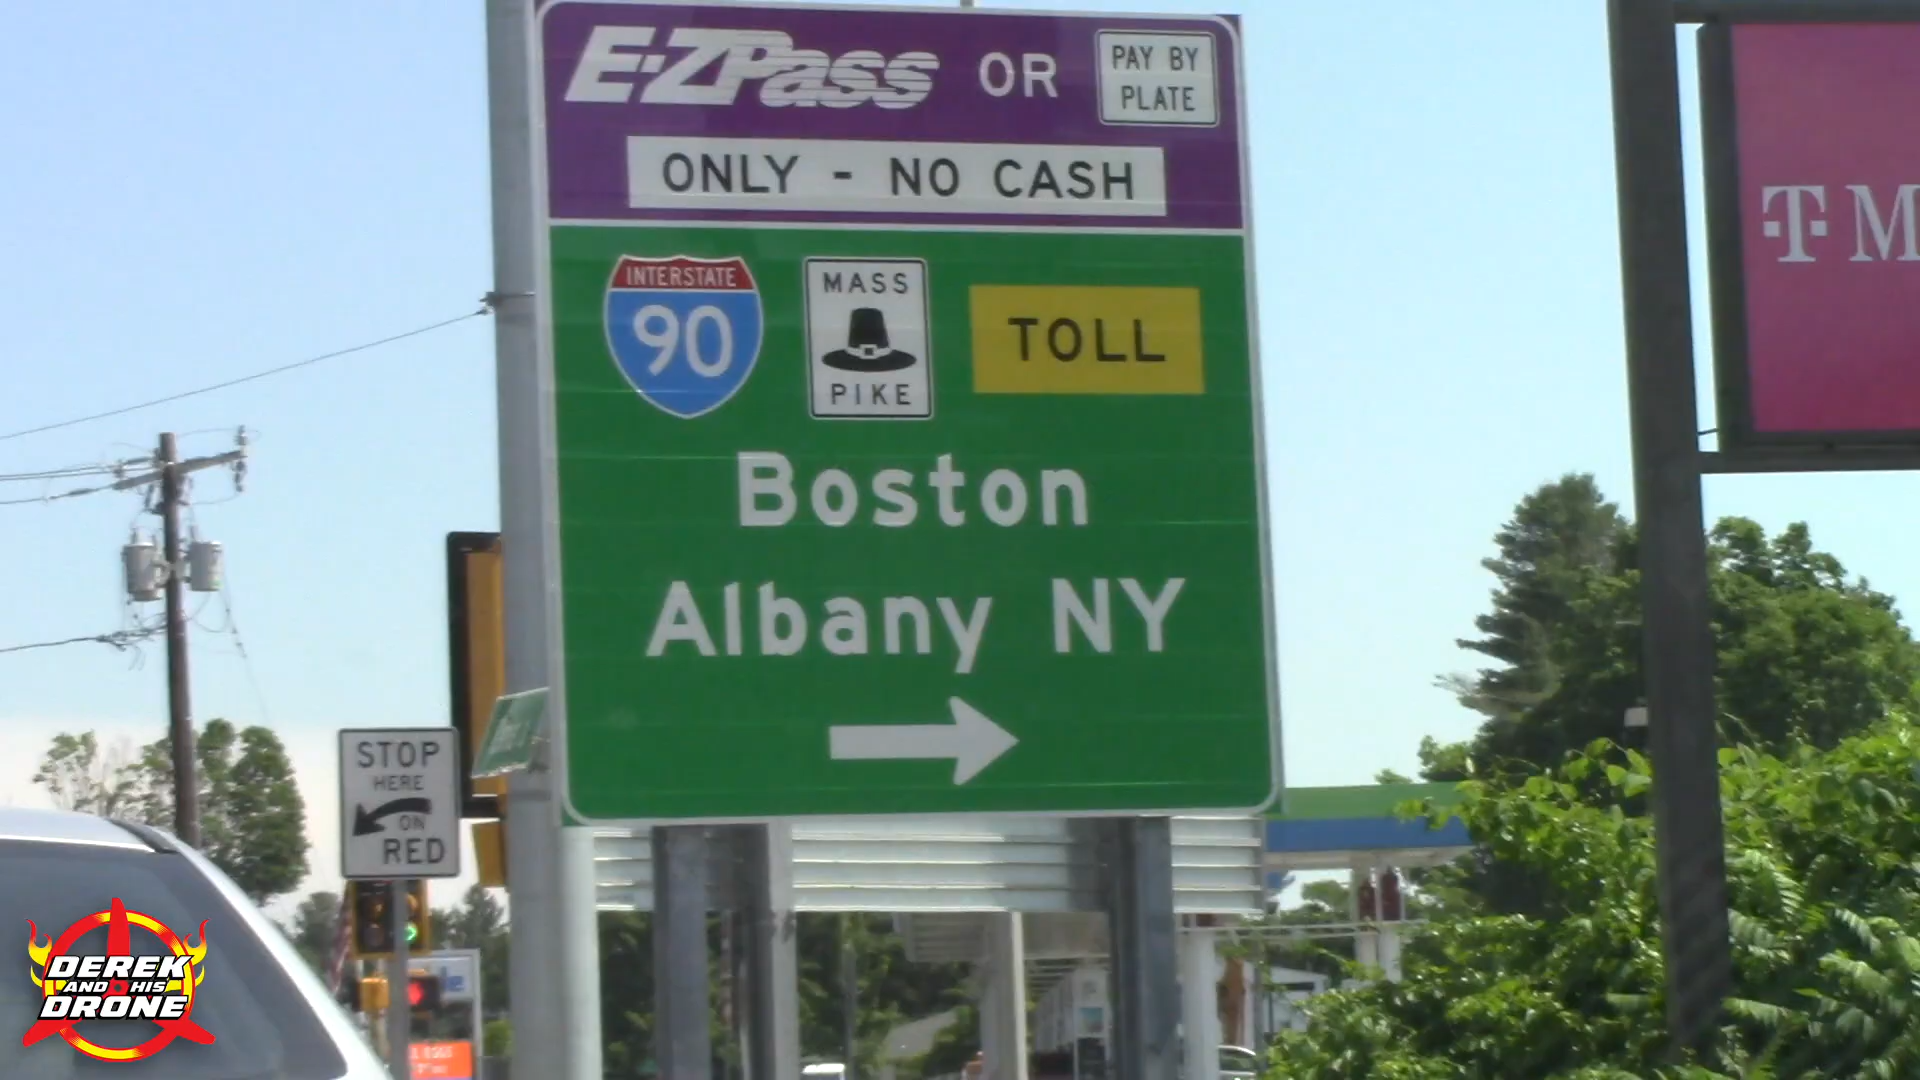 E-ZPass OR PAY BY PLATE
ONLY - NO CASH
INTERSTATE
90
MASS
PIKE
TOLL
Boston
Albany NY
STOP
HERE
ON
RED
T M
DEREK
AND HIS
DRONE